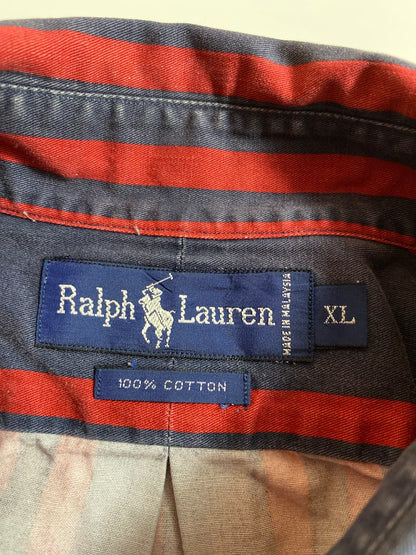 Ralph Lauren
MADE IN MALAYSIA
XL
100% COTTON